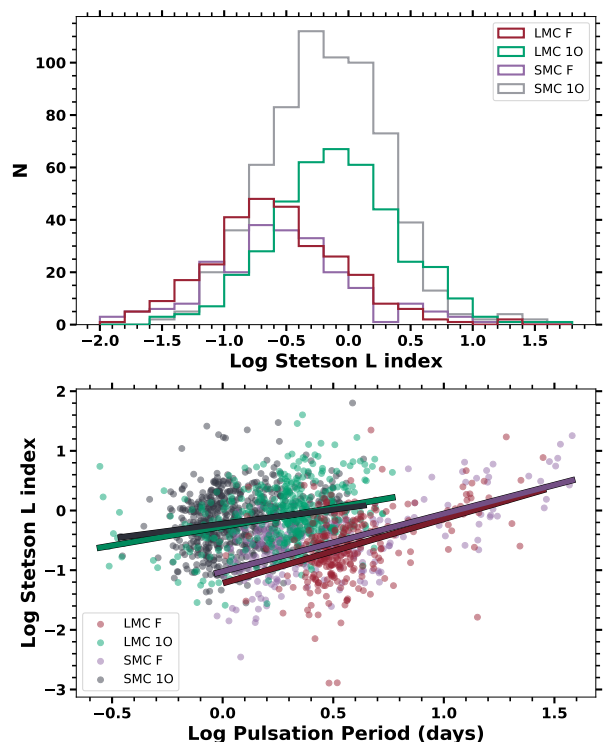 LMC F
LMC 1O
SMC F
SMC 1O
N
100
80
60
40
20
0
−2.0 −1.5 −1.0 −0.5 0.0 0.5 1.0 1.5
Log Stetson L index
Log Stetson L index
2
1
0
−1
−2
−3
LMC F
LMC 1O
SMC F
SMC 1O
−0.5 0.0 0.5 1.0 1.5
Log Pulsation Period (days)